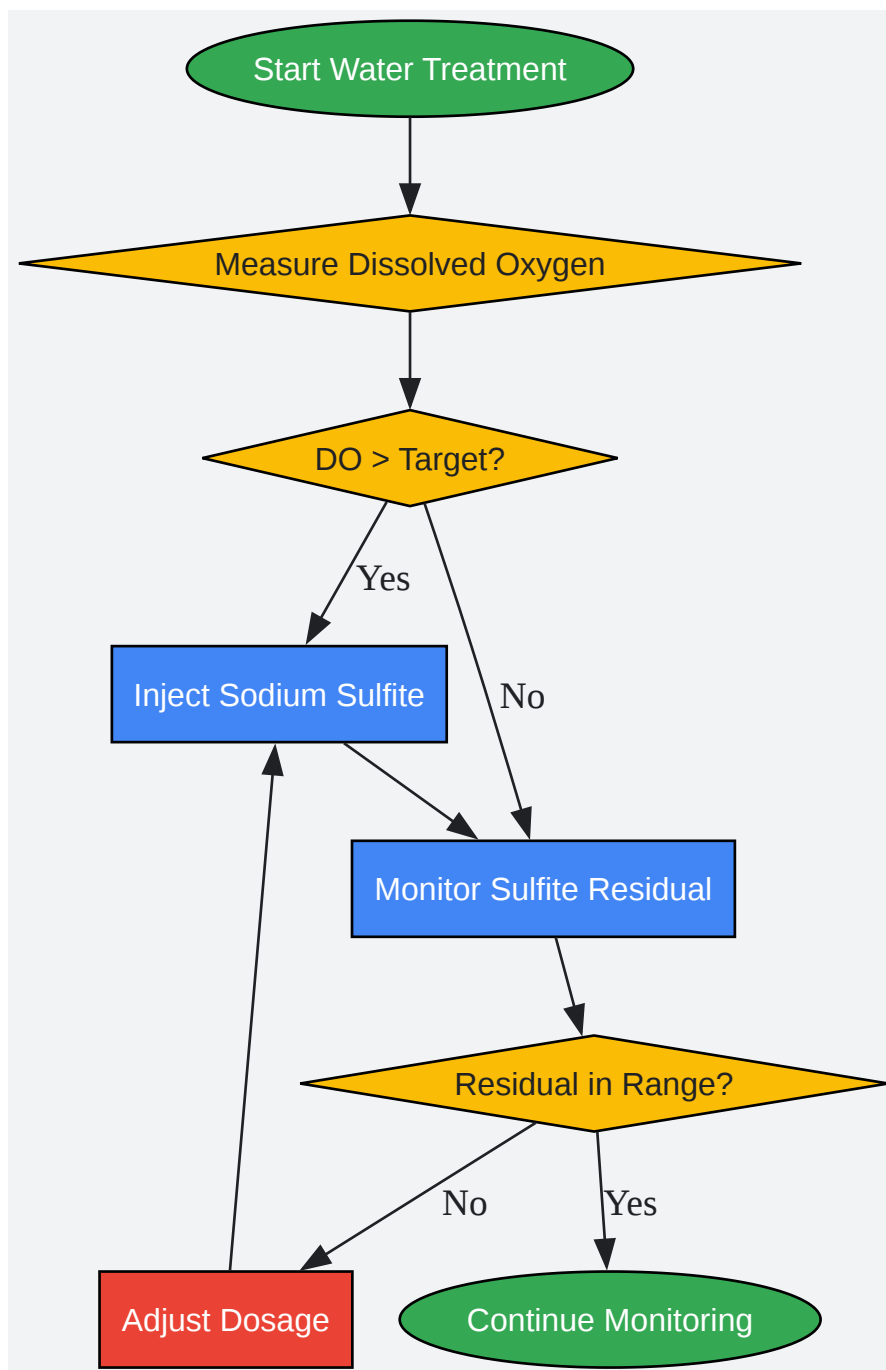 Start Water Treatment
Measure Dissolved Oxygen
DO > Target?
Yes
Inject Sodium Sulfite
No
Monitor Sulfite Residual
Residual in Range?
No
Yes
Adjust Dosage
Continue Monitoring